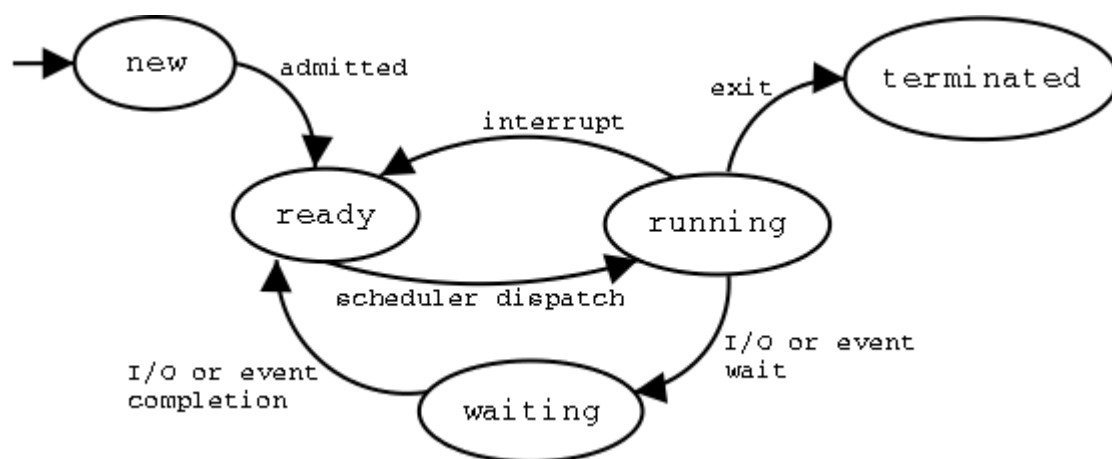 new
admitted
exit
terminated
interrupt
ready
running
scheduler dispatch
I/O or event
wait
I/O or event
completion
waiting